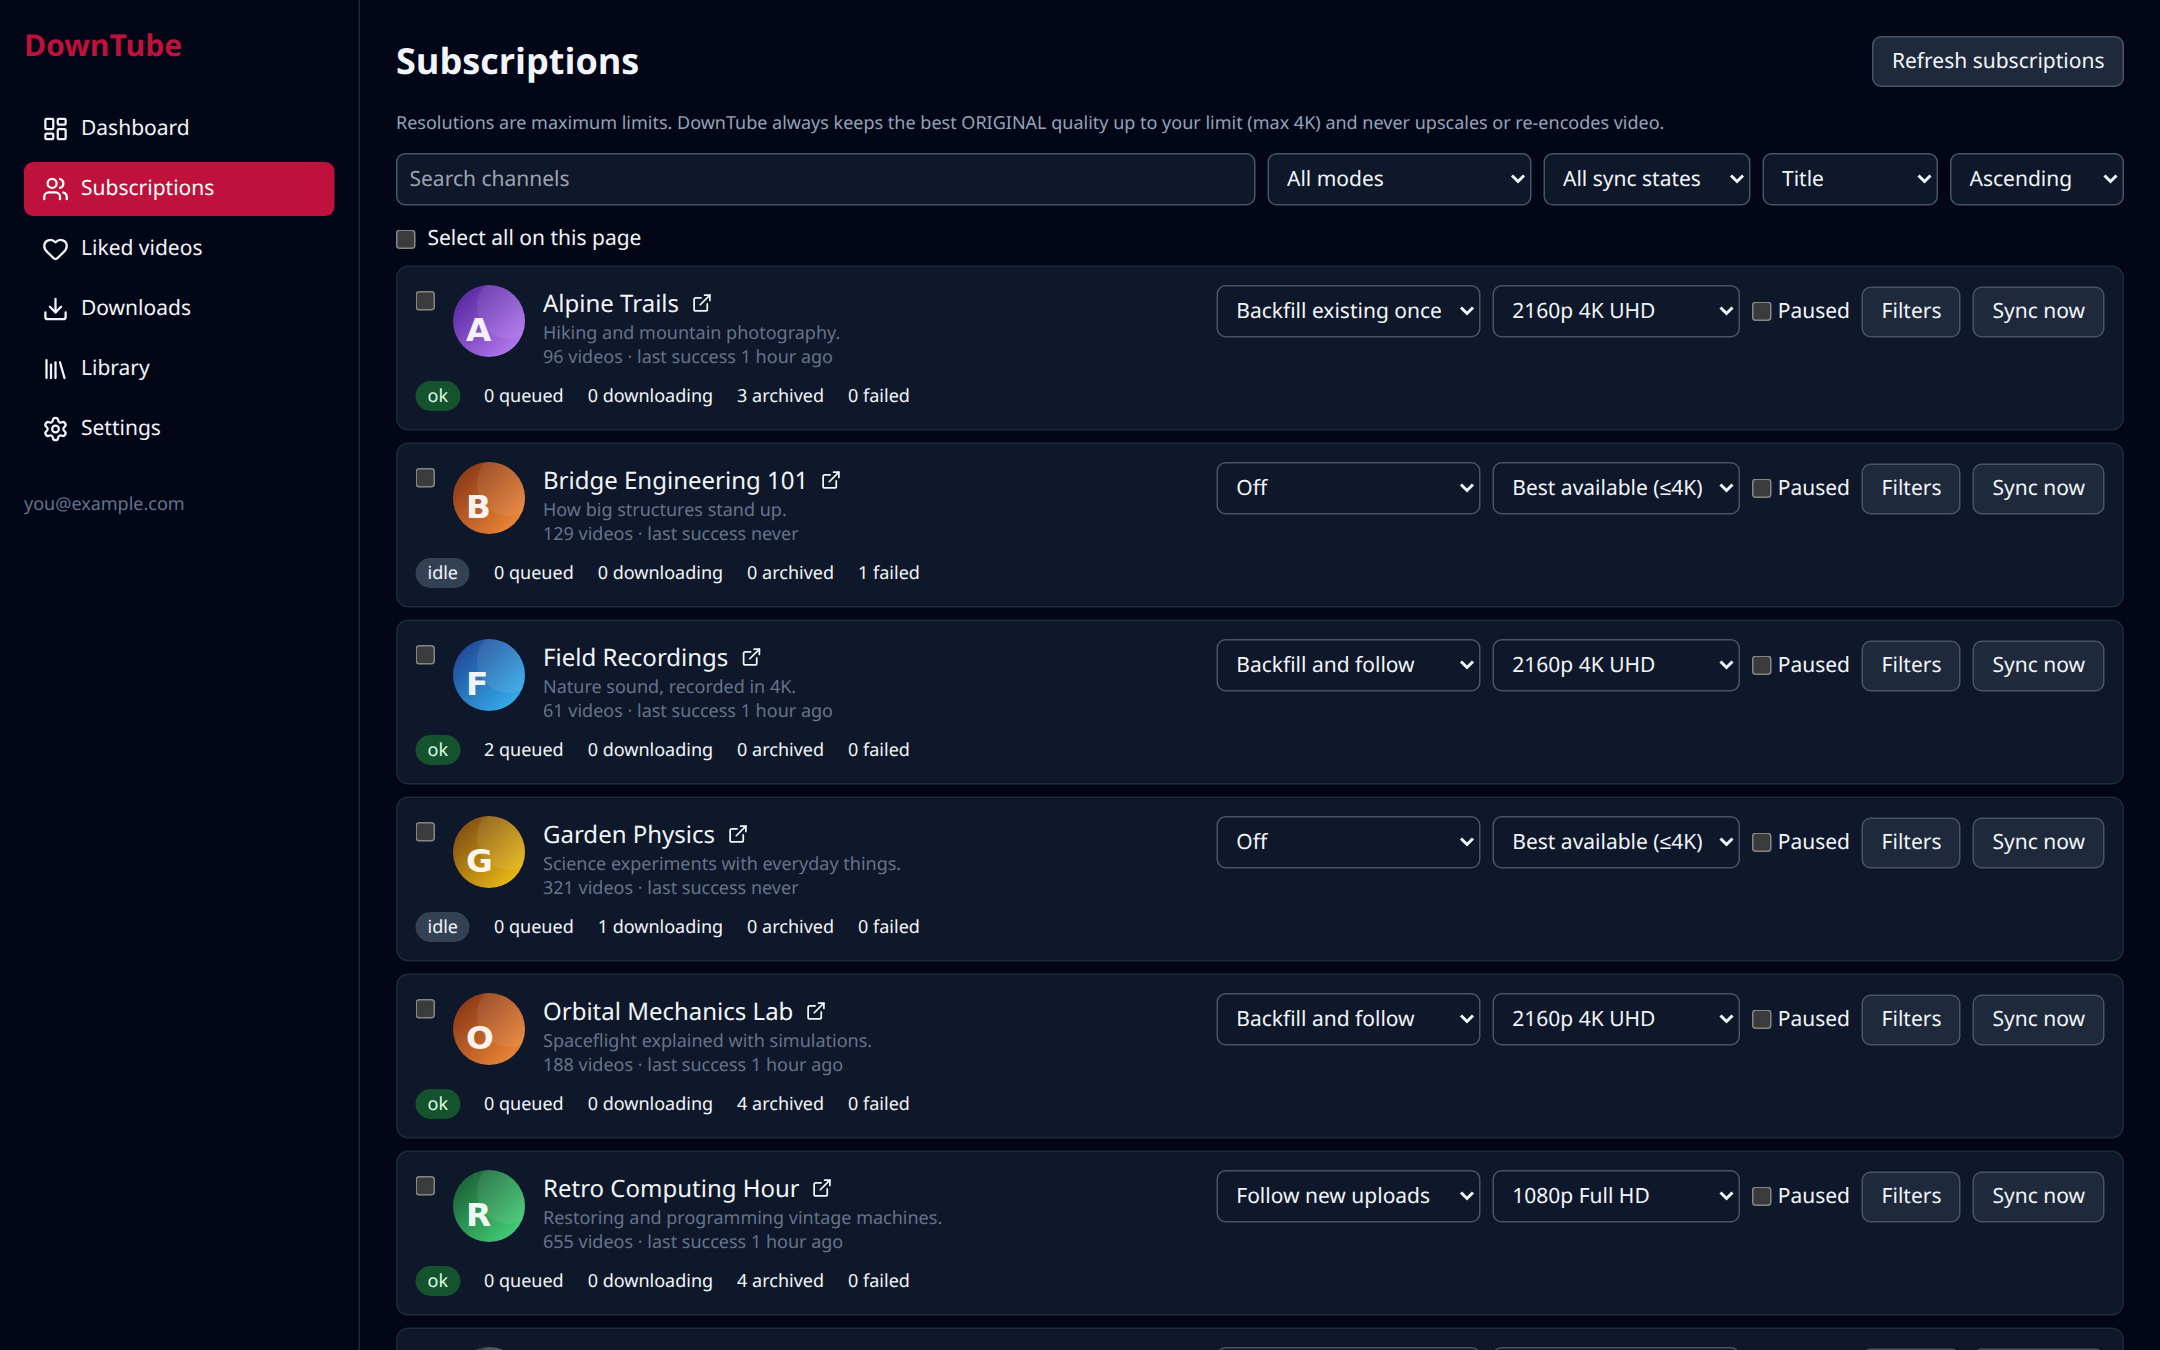 DownTube
Dashboard
Subscriptions
Liked videos
Downloads
Library
Settings
you@example.com
Subscriptions
Refresh subscriptions
Resolutions are maximum limits. DownTube always keeps the best ORIGINAL quality up to your limit (max 4K) and never upscales or re-encodes video.
Search channels All modes All sync states Title Ascending
Select all on this page
A Alpine Trails Backfill existing once 2160p 4K UHD Paused Filters Sync now
Hiking and mountain photography.
96 videos · last success 1 hour ago
ok 0 queued 0 downloading 3 archived 0 failed
B Bridge Engineering 101 Off Best available (≤4K) Paused Filters Sync now
How big structures stand up.
129 videos · last success never
idle 0 queued 0 downloading 0 archived 1 failed
F Field Recordings Backfill and follow 2160p 4K UHD Paused Filters Sync now
Nature sound, recorded in 4K.
61 videos · last success 1 hour ago
ok 2 queued 0 downloading 0 archived 0 failed
G Garden Physics Off Best available (≤4K) Paused Filters Sync now
Science experiments with everyday things.
321 videos · last success never
idle 0 queued 1 downloading 0 archived 0 failed
O Orbital Mechanics Lab Backfill and follow 2160p 4K UHD Paused Filters Sync now
Spaceflight explained with simulations.
188 videos · last success 1 hour ago
ok 0 queued 0 downloading 4 archived 0 failed
R Retro Computing Hour Follow new uploads 1080p Full HD Paused Filters Sync now
Restoring and programming vintage machines.
655 videos · last success 1 hour ago
ok 0 queued 0 downloading 4 archived 0 failed